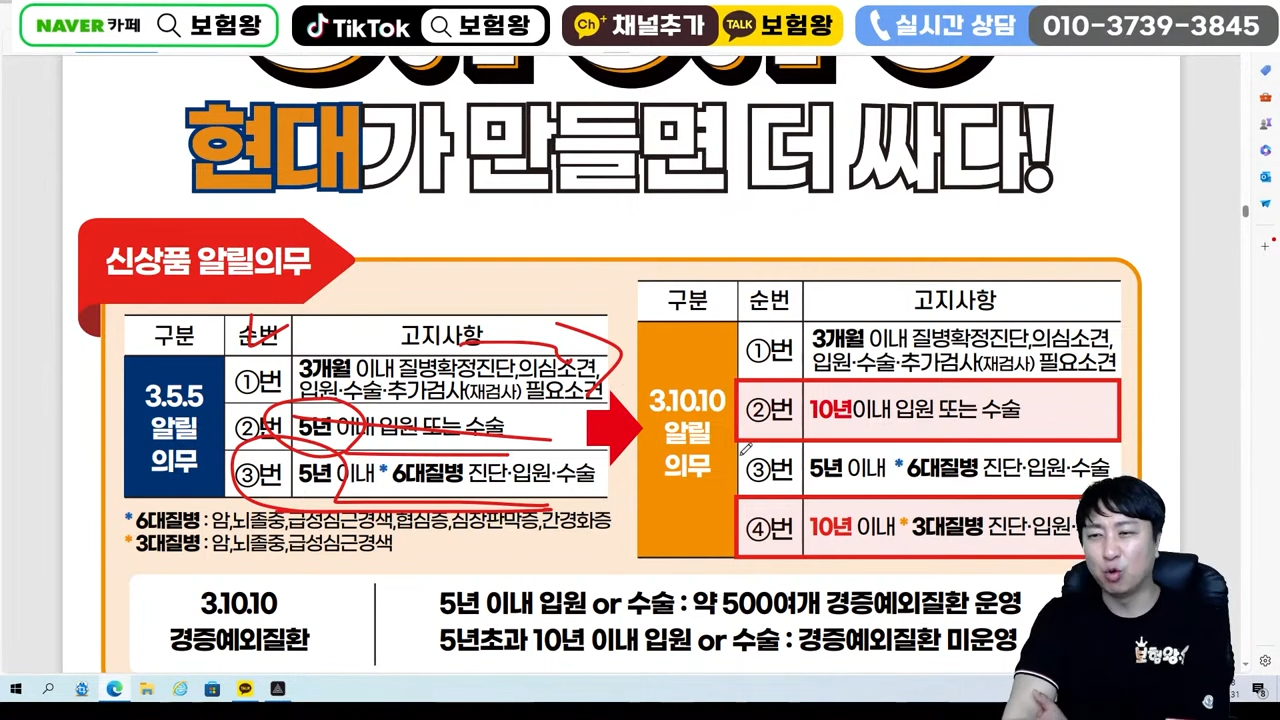 NAVER 카페 보험왕
TikTok 보험왕
Ch+ 채널추가 TALK 보험왕
실시간 상담 010-3739-3845
현대가 만들면 더 싸다!
신상품 알릴의무
구분 순번 고지사항
3.5.5 알릴 의무
①번 3개월 이내 질병확정진단,의심소견,
입원·수술·추가검사(재검사) 필요소견
②번 5년 이내 입원 또는 수술
③번 5년 이내 *6대질병 진단·입원·수술
* 6대질병 : 암,뇌졸중,급성심근경색,협심증,심장판막증,간경화증
* 3대질병 : 암,뇌졸중,급성심근경색
구분 순번 고지사항
3.10.10 알릴 의무
①번 3개월 이내 질병확정진단,의심소견,
입원·수술·추가검사(재검사) 필요소견
②번 10년이내 입원 또는 수술
③번 5년 이내 *6대질병 진단·입원·수술
④번 10년 이내 *3대질병 진단·입원·
3.10.10
경증예외질환
5년 이내 입원 or 수술 : 약 500여개 경증예외질환 운영
5년초과 10년 이내 입원 or 수술 : 경증예외질환 미운영
보험왕